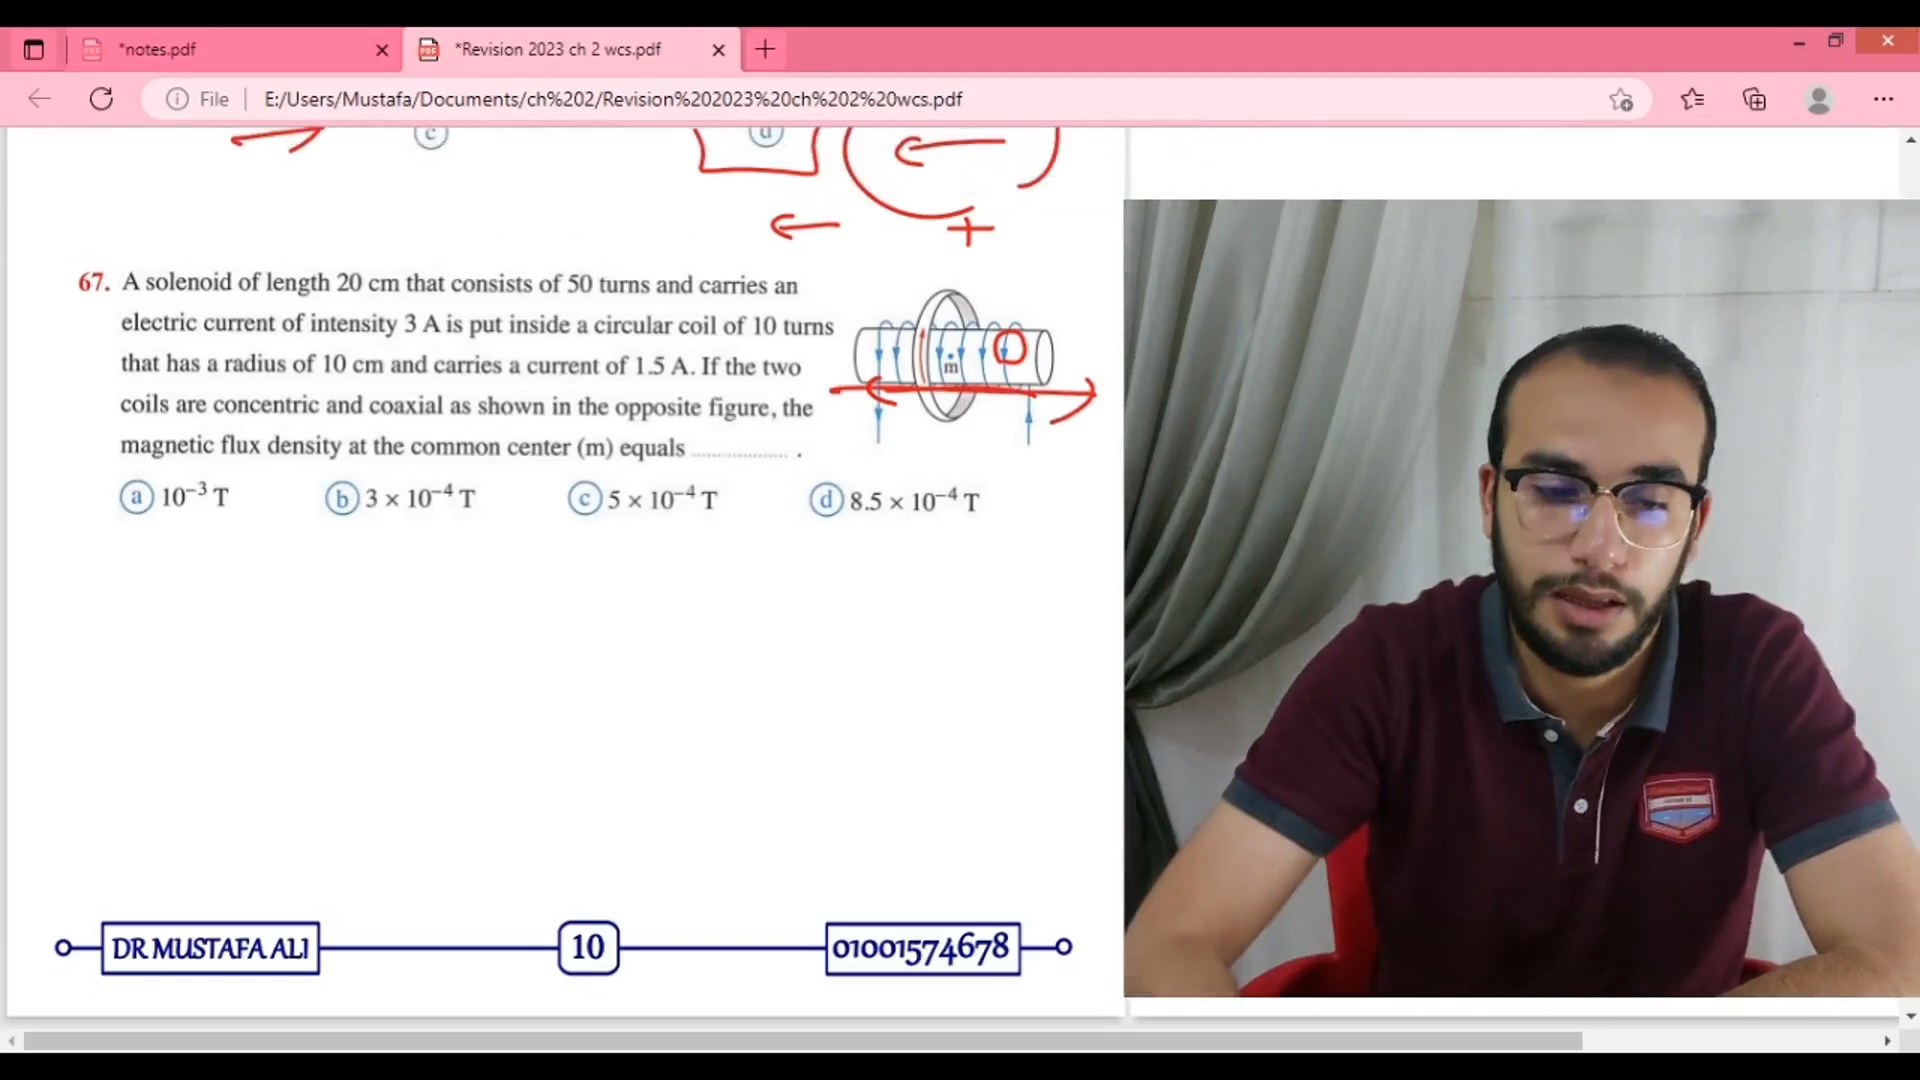 *notes.pdf
*Revision 2023 ch 2 wcs.pdf
File
E:/Users/Mustafa/Documents/ch%202/Revision%202023%20ch%202%20wcs.pdf
c
d
67. A solenoid of length 20 cm that consists of 50 turns and carries an
electric current of intensity 3 A is put inside a circular coil of 10 turns
that has a radius of 10 cm and carries a current of 1.5 A. If the two
coils are concentric and coaxial as shown in the opposite figure, the
magnetic flux density at the common center (m) equals .................... .
m
a 10⁻³ T
b 3 × 10⁻⁴ T
c 5 × 10⁻⁴ T
d 8.5 × 10⁻⁴ T
DR MUSTAFA ALI
10
01001574678